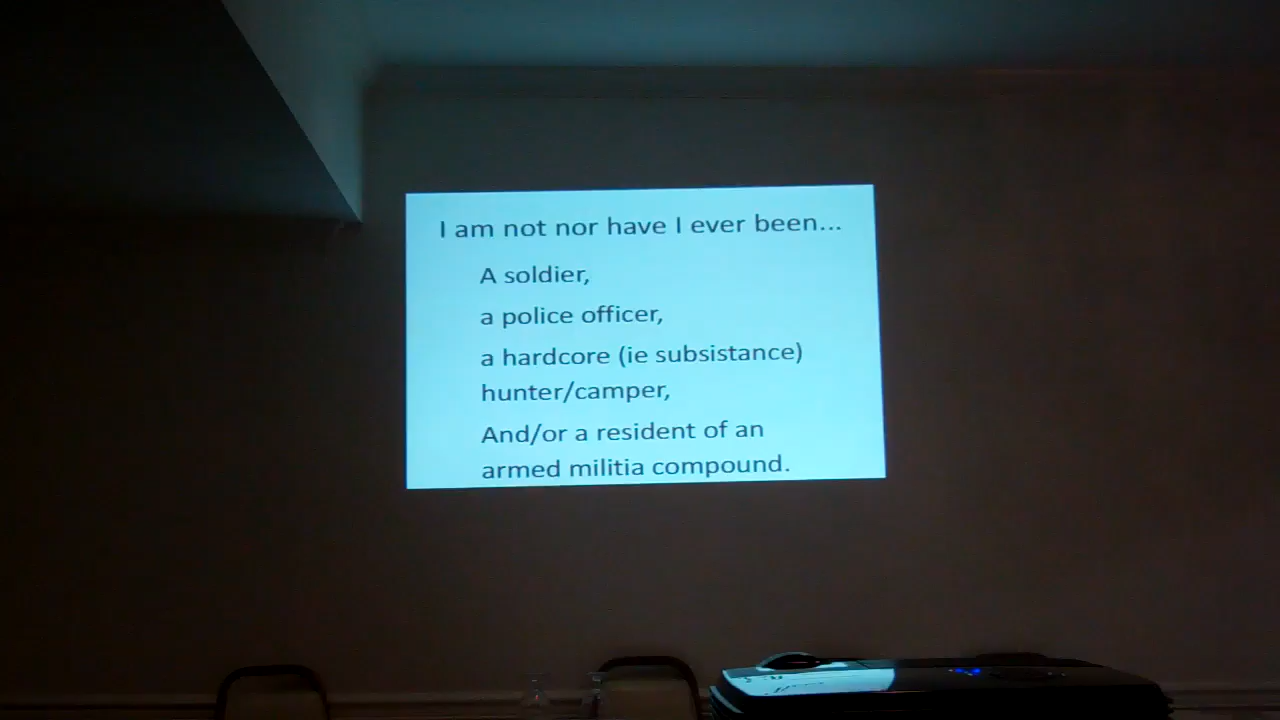 I am not nor have I ever been...
A soldier,
a police officer,
a hardcore (ie subsistance)
hunter/camper,
And/or a resident of an
armed militia compound.